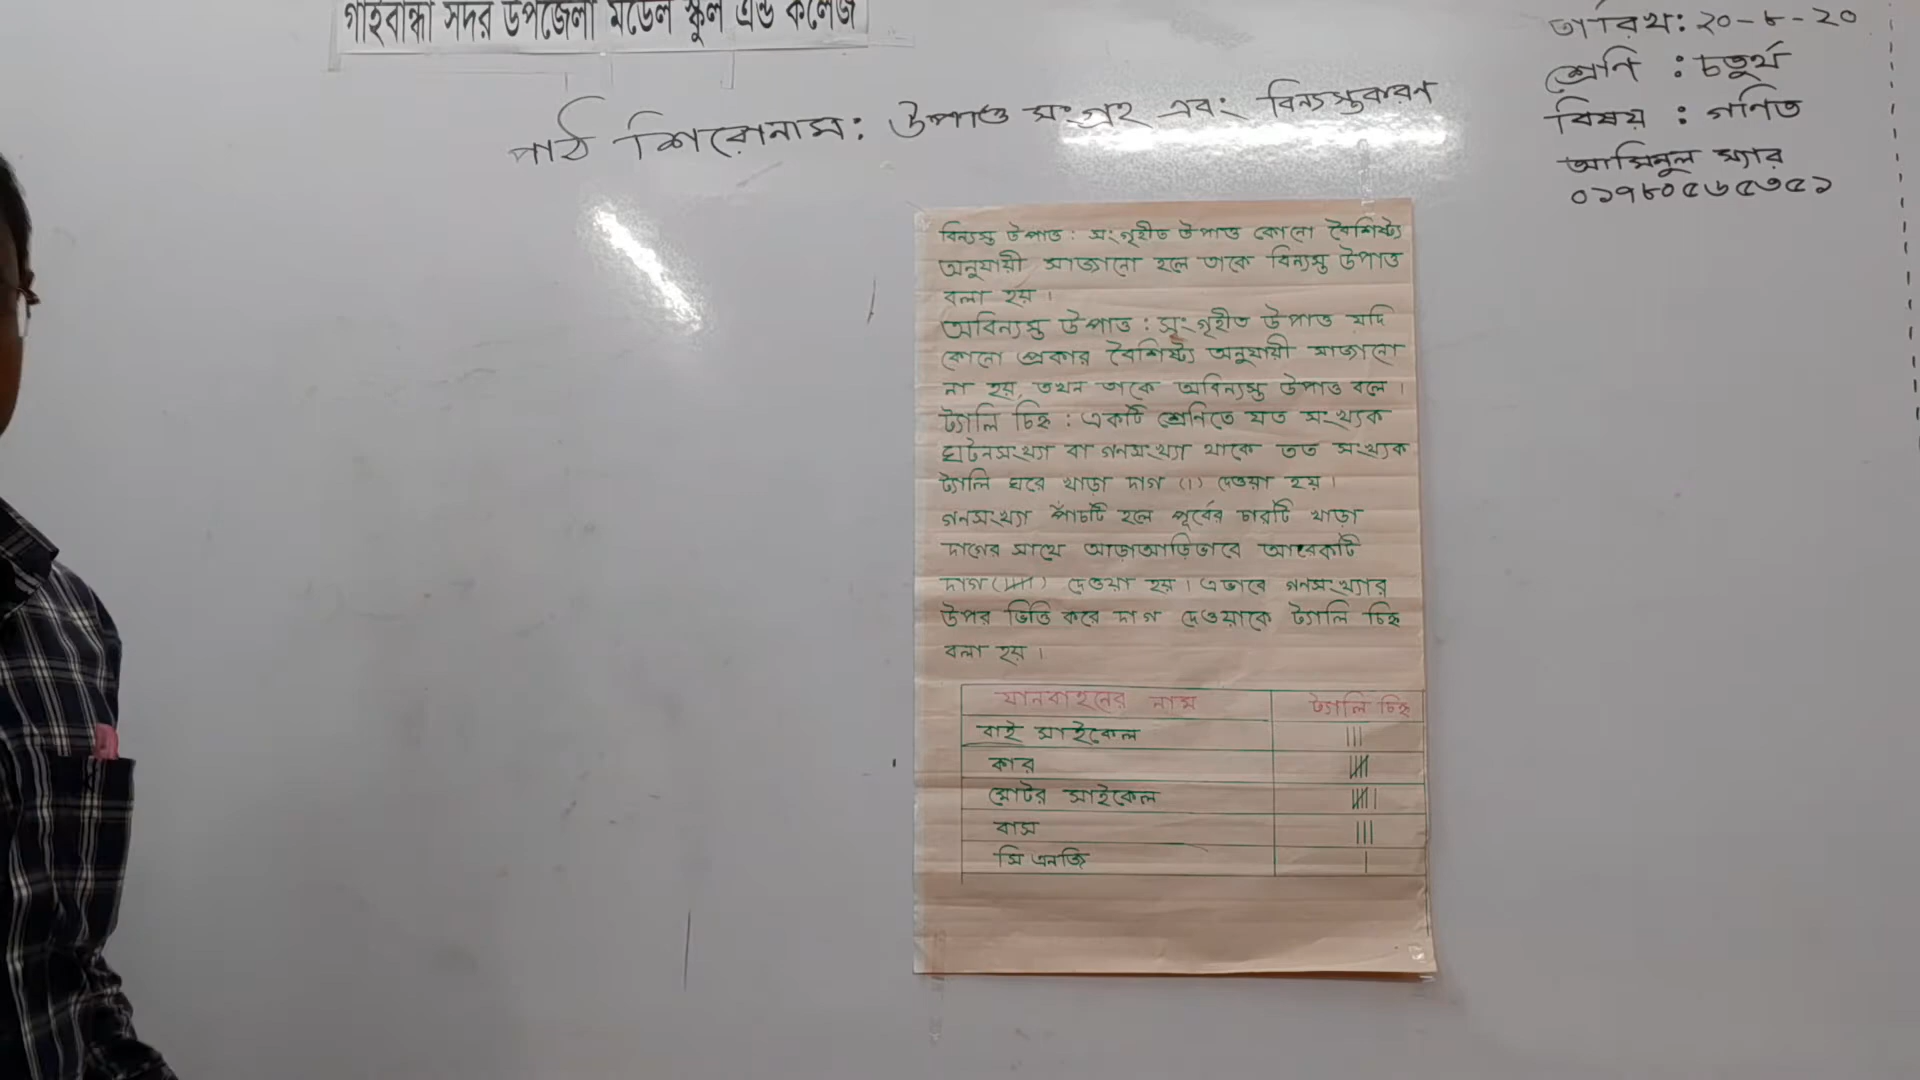 গাইবান্ধা সদর উপজেলা মডেল স্কুল এন্ড কলেজ
তারিখ: ২০-৮-২০
শ্রেণি : চতুর্থ
বিষয় : গণিত
আমিনুল স্যার
০১৭৮০৫৬৫৩৫১
পাঠ শিরোনাম: উপাত্ত সংগ্রহ এবং বিন্যস্তকরণ
বিন্যস্ত উপাত্ত : সংগৃহীত উপাত্ত কোনো বৈশিষ্ট্য
অনুযায়ী সাজানো হলে তাকে বিন্যস্ত উপাত্ত
বলা হয়।
অবিন্যস্ত উপাত্ত : সংগৃহীত উপাত্ত যদি
কোনো প্রকার বৈশিষ্ট্য অনুযায়ী সাজানো
না হয়, তখন তাকে অবিন্যস্ত উপাত্ত বলে।
ট্যালি চিহ্ন : একটি শ্রেণিতে যত সংখ্যক
ঘটনসংখ্যা বা গনসংখ্যা থাকে তত সংখ্যক
ট্যালি ঘরে খাড়া দাগ (।) দেওয়া হয়।
গনসংখ্যা পাঁচটি হলে পূর্বের চারটি খাড়া
দাগের সাথে আড়াআড়িভাবে আরেকটি
দাগ (||||) দেওয়া হয়। এভাবে গনসংখ্যার
উপর ভিত্তি করে দাগ দেওয়াকে ট্যালি চিহ্ন
বলা হয়।
যানবাহনের নাম ট্যালি চিহ্ন
বাই সাইকেল |||
কার ||||
মোটর সাইকেল |||| |
বাস |||
সি এনজি |